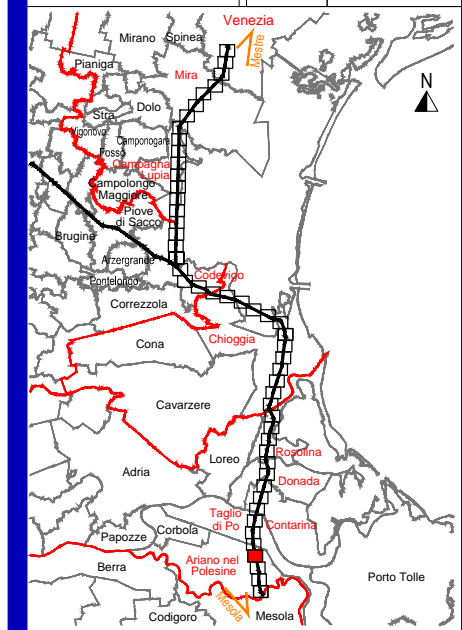 Venezia
Mirano
Spinea
Mestre
Pianiga
Mira
Dolo
Stra
Vigonovo
Camponogara
Fosso
Campagna
Lupia
Campolongo
Maggiore
Piove
di Sacco
Brugine
Arzergrande
Codevigo
Pontelongo
Correzzola
Chioggia
Cona
Cavarzere
Rosolina
Loreo
Adria
Donada
Taglio
di Po
Contarina
Corbola
Papozze
Ariano nel
Polesine
Berra
Porto Tolle
Mesola
Mesola
Codigoro
N